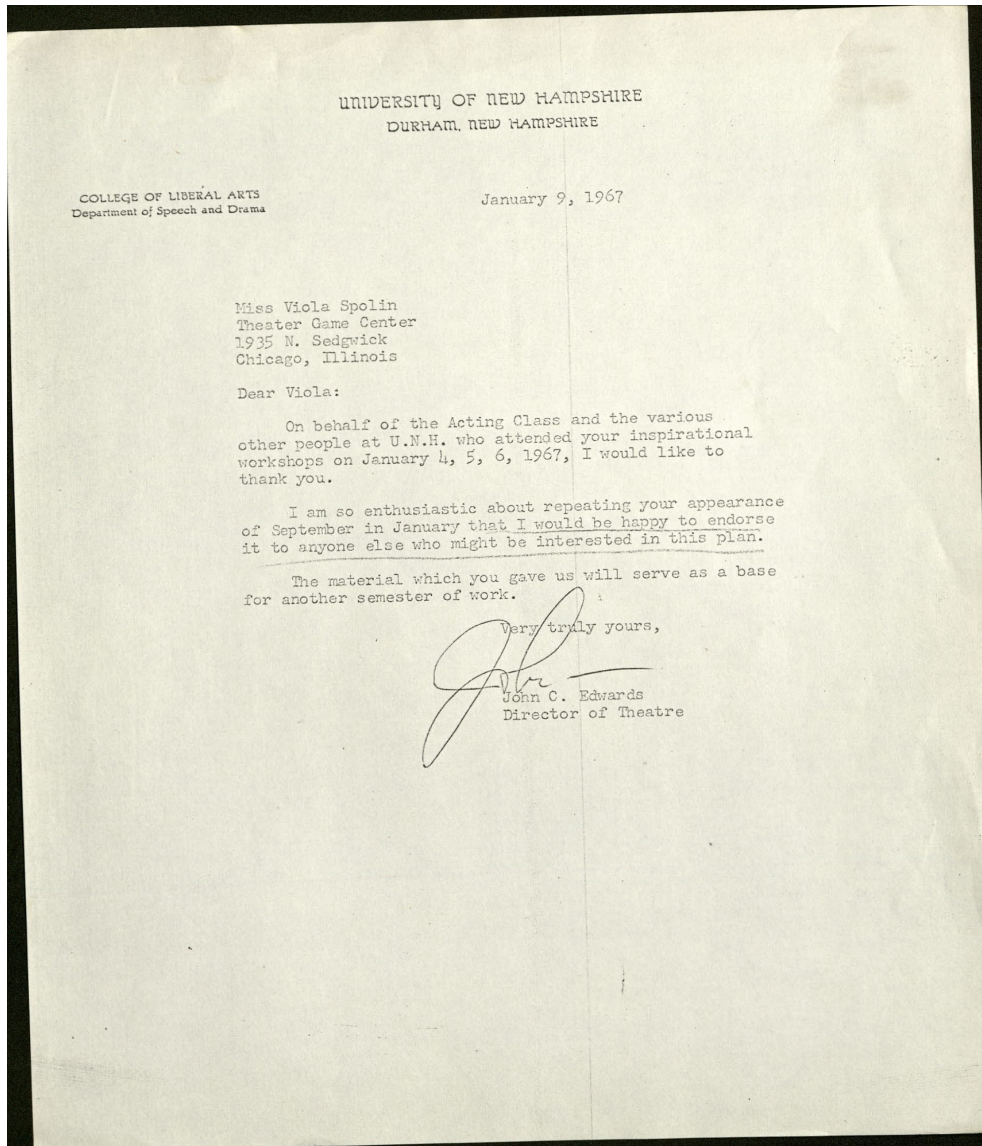 UNIVERSITY OF NEW HAMPSHIRE
DURHAM, NEW HAMPSHIRE
COLLEGE OF LIBERAL ARTS
Department of Speech and Drama
January 9, 1967
Miss Viola Spolin
Theater Game Center
1935 N. Sedgwick
Chicago, Illinois
Dear Viola:
On behalf of the Acting Class and the various
other people at U.N.H. who attended your inspirational
workshops on January 4, 5, 6, 1967, I would like to
thank you.
I am so enthusiastic about repeating your appearance
of September in January that I would be happy to endorse
it to anyone else who might be interested in this plan.
The material which you gave us will serve as a base
for another semester of work.
Very truly yours,
John
John C. Edwards
Director of Theatre